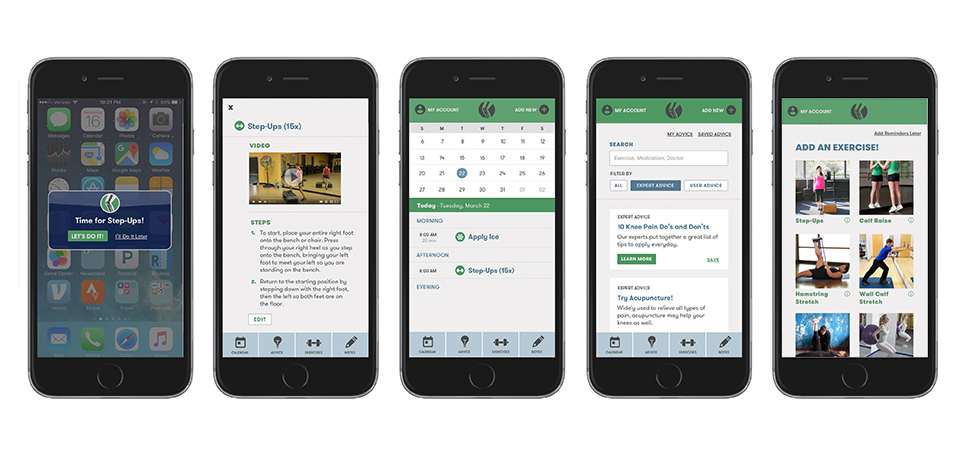 Verizon
10:21 PM
Messages
Calendar
Photos
Camera
Stocks
Maps
Google Maps
Weather
Time for Step-Ups!
LET'S DO IT!
I'll Do It Later
Game Center
Newsstand
Venmo
Strava
X
Step-Ups (15x)
VIDEO
STEPS
1. To start, place your entire right foot
onto the bench or chair. Press
through your right heel as you step
onto the bench, bringing your left
foot to meet your left so you are
standing on the bench.
2. Return to the starting position by
stepping down with the right foot,
then the left so both feet are on
the floor.
EDIT
CALENDAR
ADVICE
EXERCISES
NOTES
MY ACCOUNT
ADD NEW
S M T W T F S
6 7 8 9 10 11 12
13 14 15 16 17 18 19
20 21 22 23 24 25 26
27 28 29 30 31 01 02
Today - Tuesday, March 22
MORNING
8:00 AM
20 min
Apply Ice
AFTERNOON
8:00 AM
Step-Ups (15x)
EVENING
CALENDAR
ADVICE
EXERCISES
NOTES
MY ACCOUNT
ADD NEW
MY ADVICE
SAVED ADVICE
SEARCH
Exercise, Medication, Doctor
FILTER BY
ALL
EXPERT ADVICE
USER ADVICE
EXPERT ADVICE
10 Knee Pain Do's and Don'ts
Our experts put together a great list of
tips to apply everyday.
LEARN MORE
SAVE
EXPERT ADVICE
Try Acupuncture!
Widely used to relieve all types of
pain, acupuncture may help your
knees as well.
CALENDAR
ADVICE
EXERCISES
NOTES
MY ACCOUNT
Add Reminders Later
ADD AN EXERCISE!
Step-Ups
Calf Raise
Hamstring
Stretch
Wall Calf
Stretch